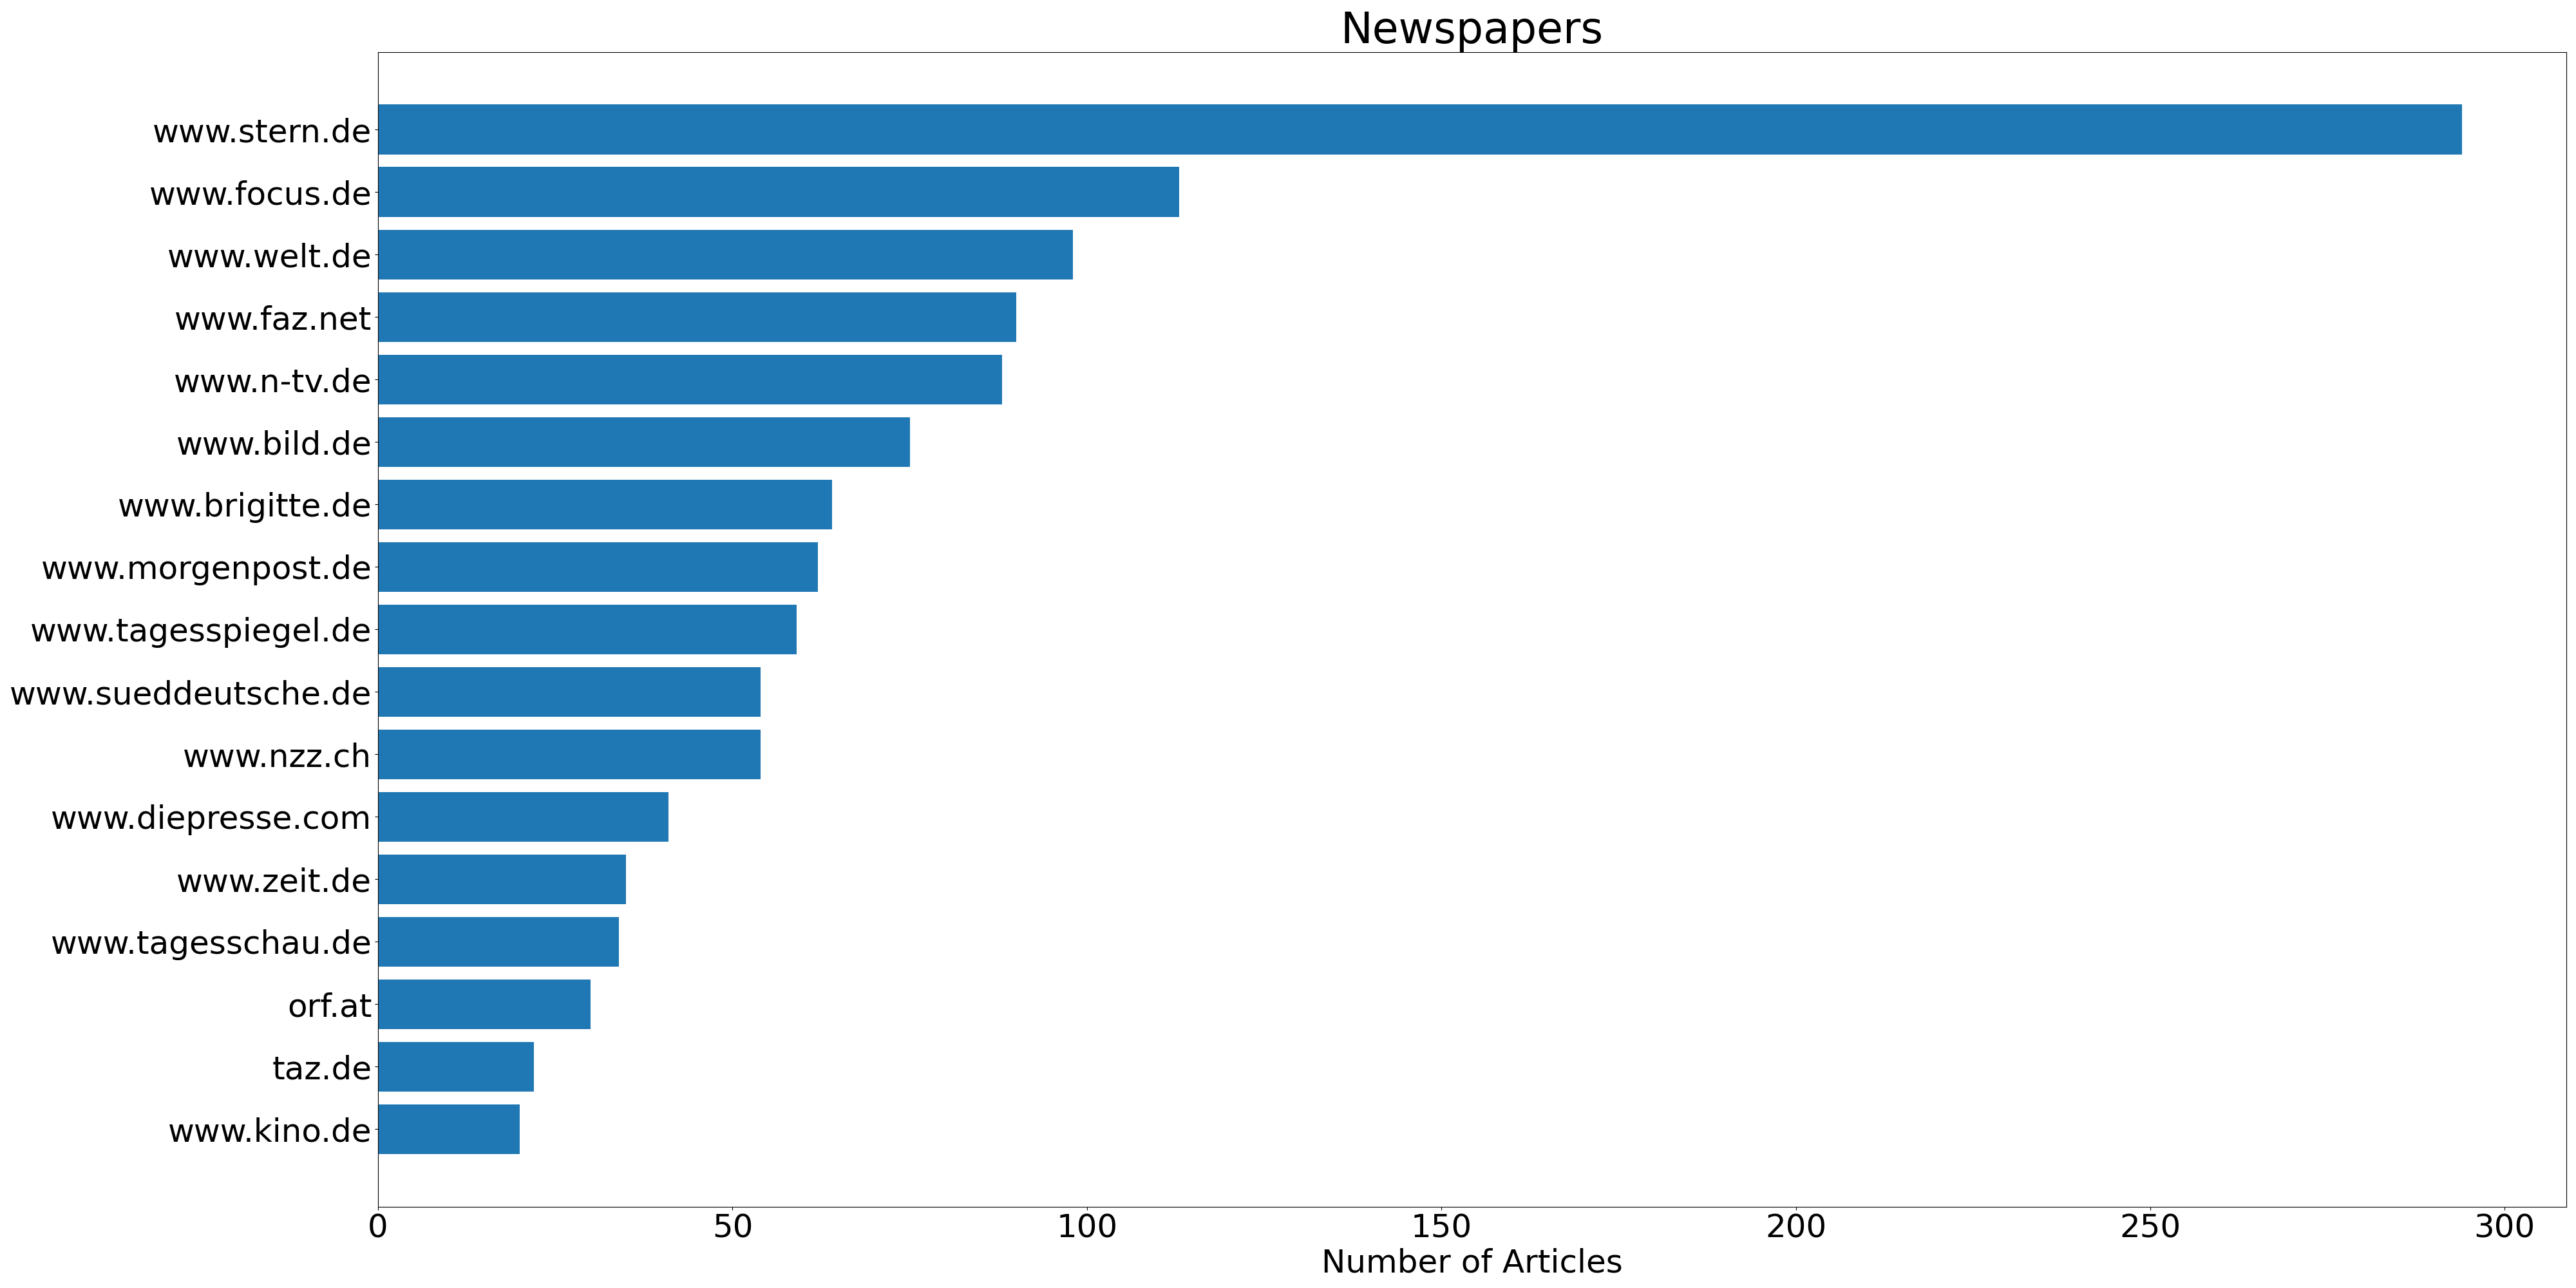 Newspapers
www.stern.de
www.focus.de
www.welt.de
www.faz.net
www.n-tv.de
www.bild.de
www.brigitte.de
www.morgenpost.de
www.tagesspiegel.de
www.sueddeutsche.de
www.nzz.ch
www.diepresse.com
www.zeit.de
www.tagesschau.de
orf.at
taz.de
www.kino.de
0 50 100 150 200 250 300
Number of Articles